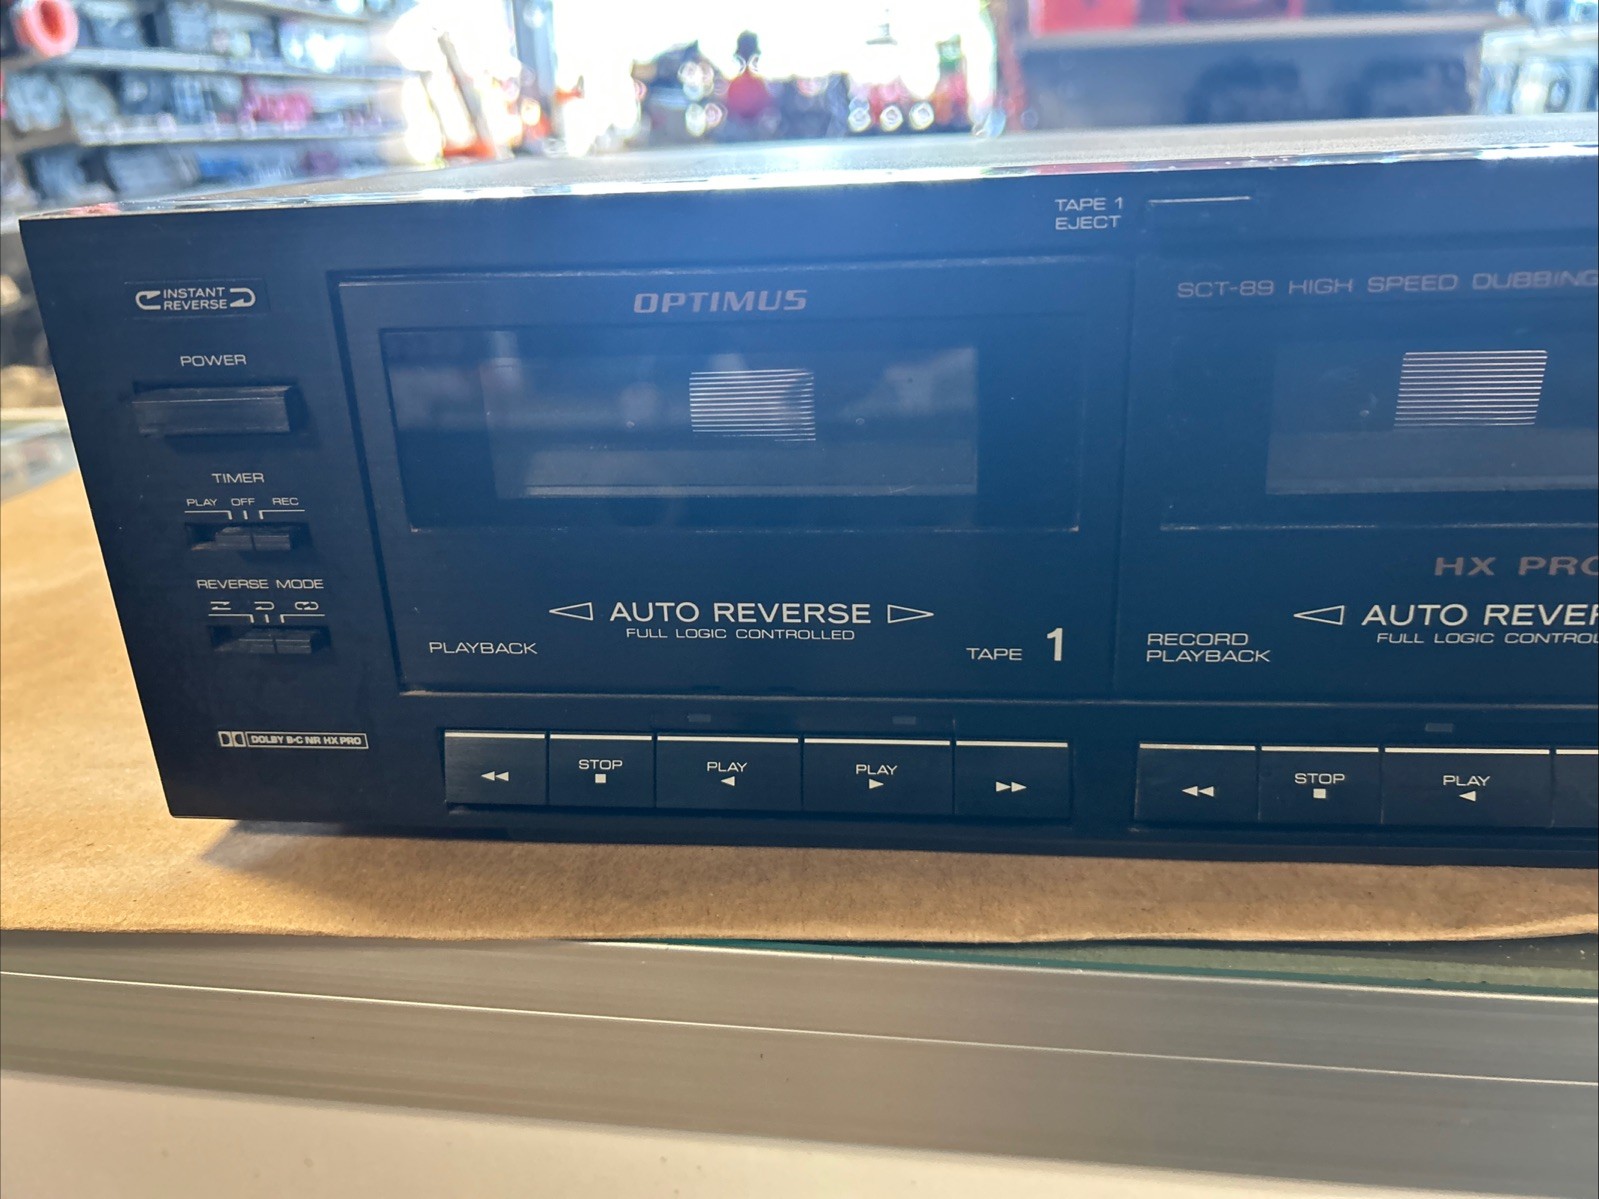 TAPE 1
EJECT
INSTANT
REVERSE
OPTIMUS
SCT-89 HIGH SPEED DUBBING
POWER
TIMER
PLAY OFF REC
REVERSE MODE
HX PRO
AUTO REVERSE
FULL LOGIC CONTROLLED
PLAYBACK
TAPE 1
AUTO REVER
FULL LOGIC CONTROL
RECORD
PLAYBACK
DOLBY B·C NR HX PRO
STOP
PLAY
PLAY
STOP
PLAY